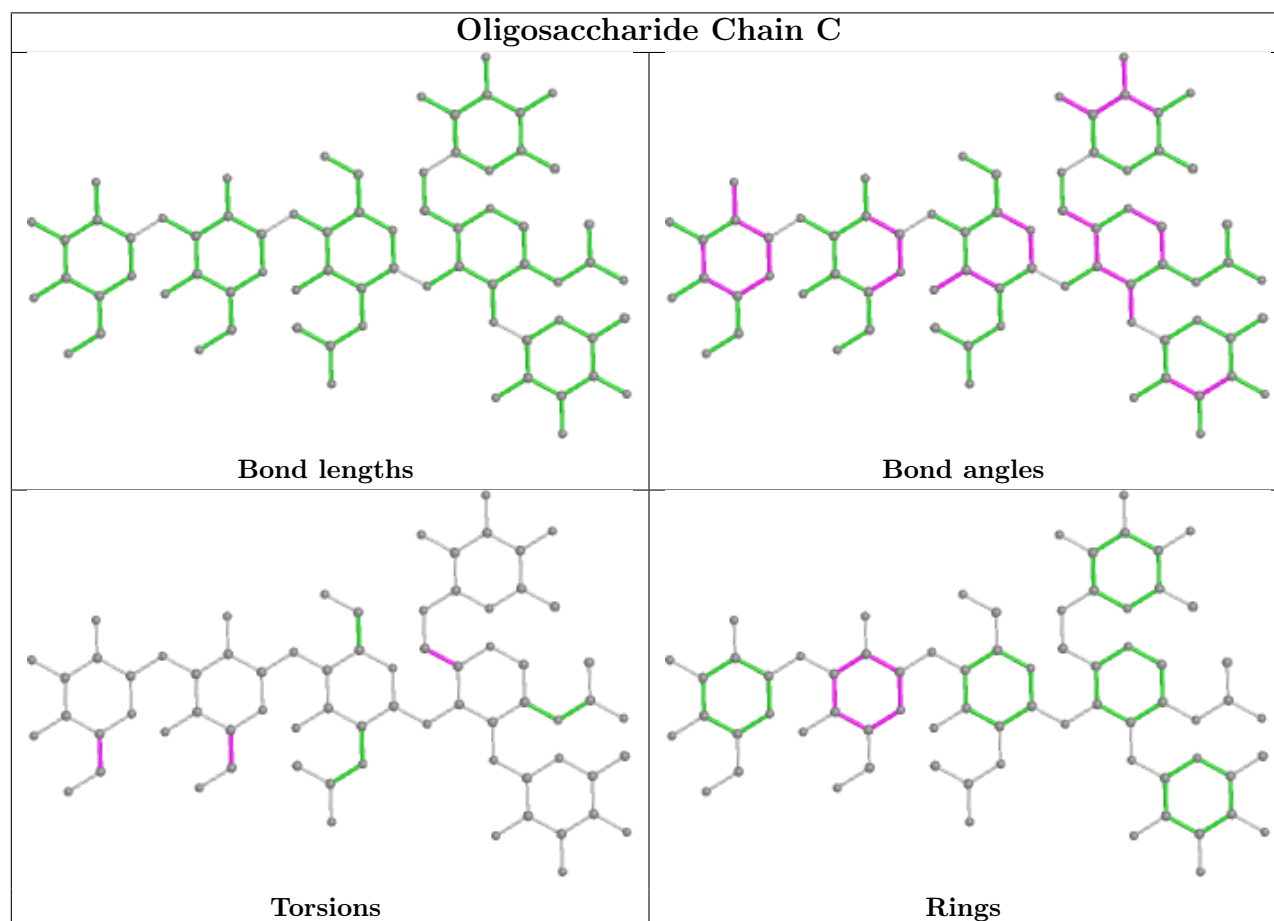 Oligosaccharide Chain C
Bond lengths
Bond angles
Torsions
Rings